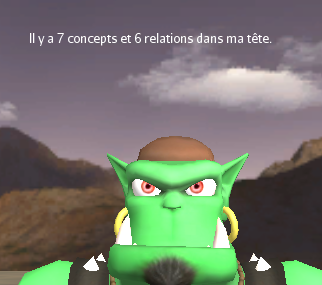 Il y a 7 concepts et 6 relations dans ma tête.